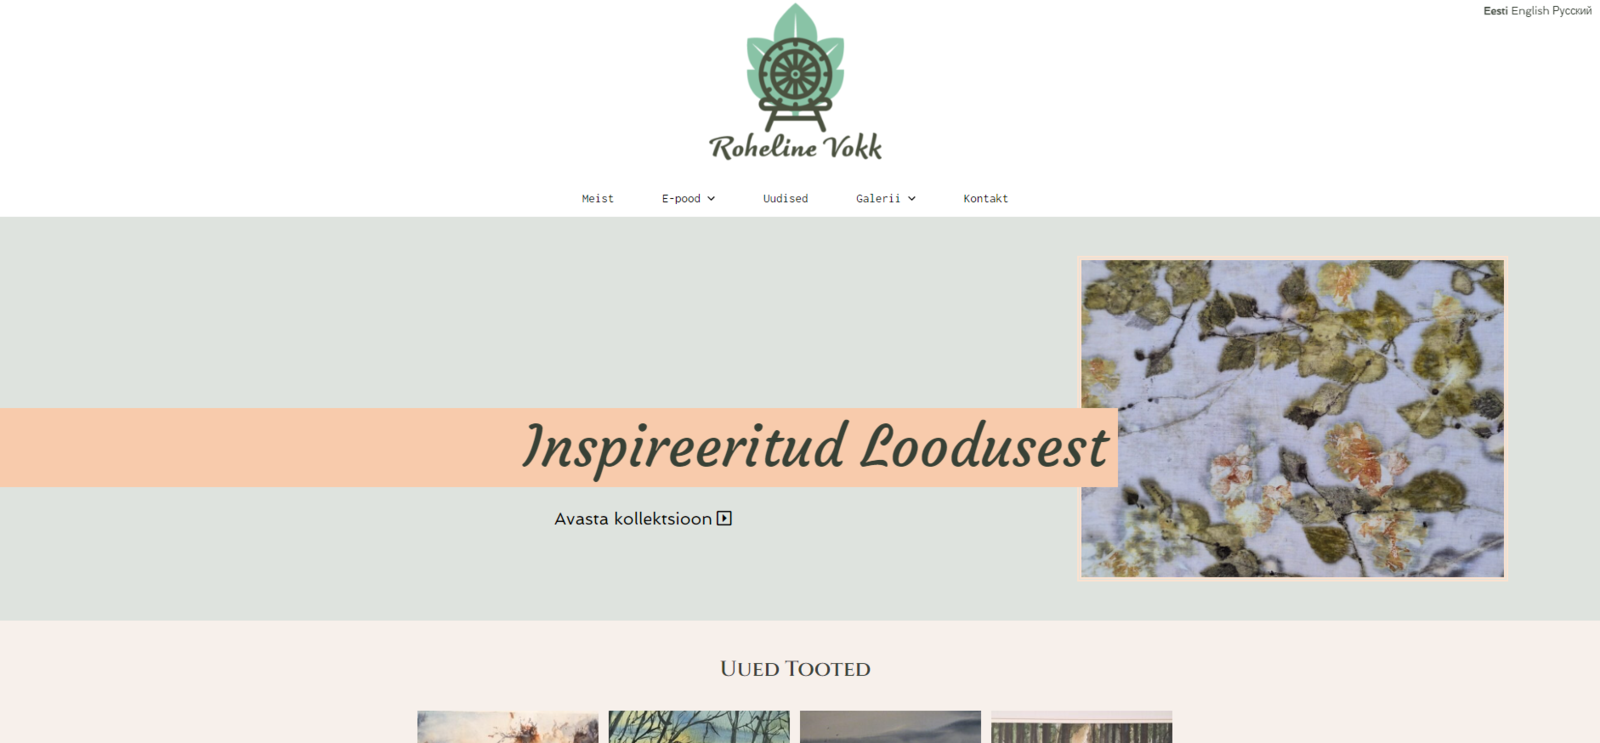 Eesti English Русский
Roheline Vokk
Meist E-pood Uudised Galerii Kontakt
Inspireeritud Loodusest
Avasta kollektsioon
Uued Tooted